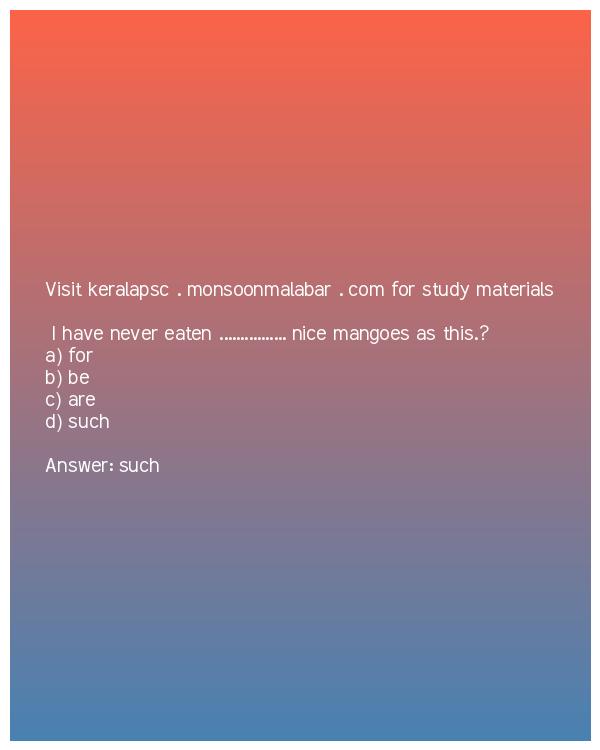 Visit keralapsc . monsoonmalabar . com for study materials
I have never eaten ................ nice mangoes as this.?
a) for
b) be
c) are
d) such
Answer: such